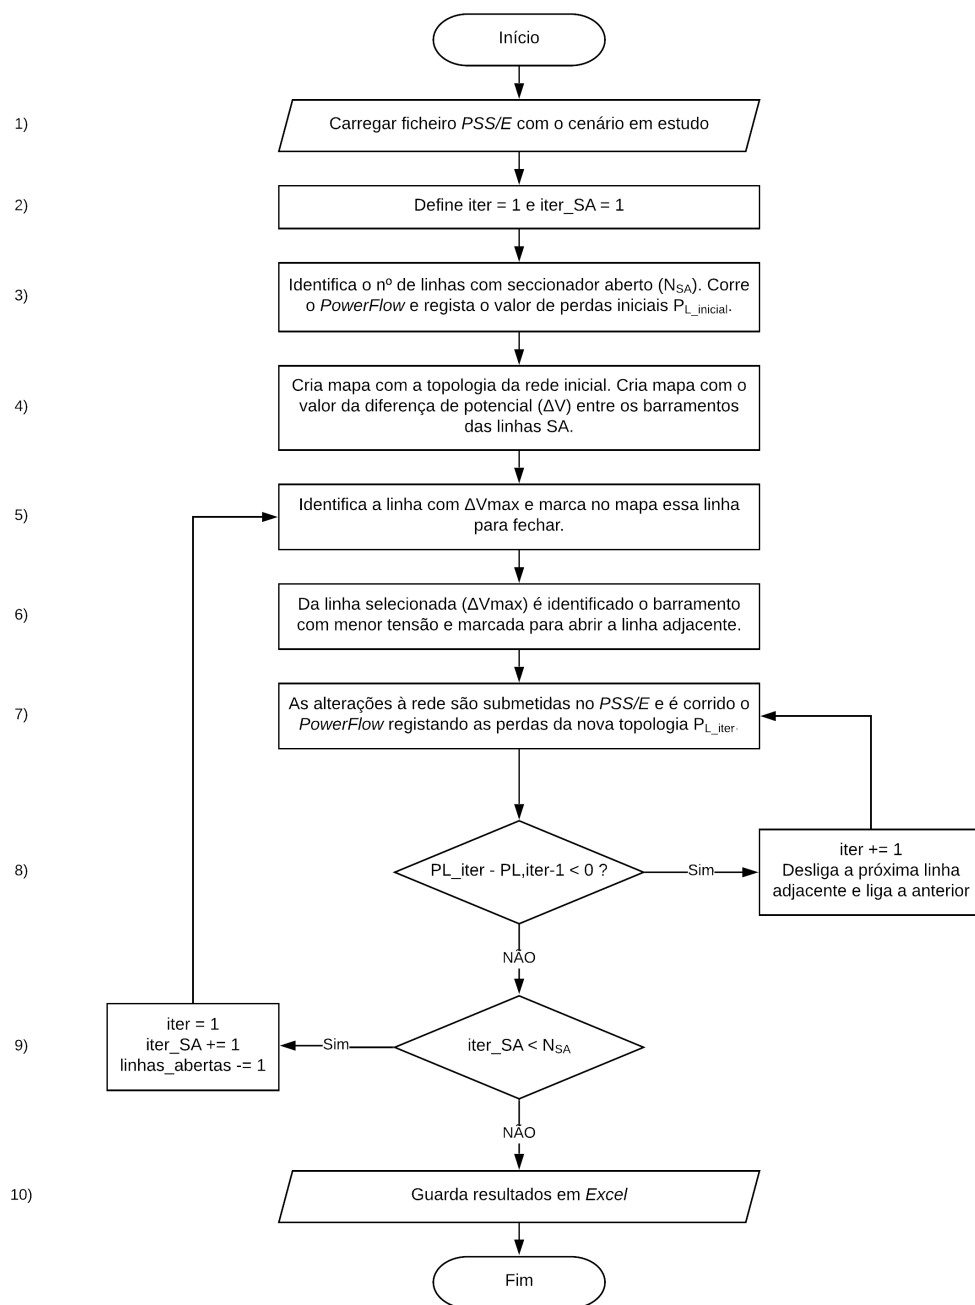 Início
1)
Carregar ficheiro PSS/E com o cenário em estudo
2)
Define iter = 1 e iter_SA = 1
3)
Identifica o nº de linhas com seccionador aberto (NSA). Corre
o PowerFlow e regista o valor de perdas iniciais PL_inicial.
4)
Cria mapa com a topologia da rede inicial. Cria mapa com o
valor da diferença de potencial (ΔV) entre os barramentos
das linhas SA.
5)
Identifica a linha com ΔVmax e marca no mapa essa linha
para fechar.
6)
Da linha selecionada (ΔVmax) é identificado o barramento
com menor tensão e marcada para abrir a linha adjacente.
7)
As alterações à rede são submetidas no PSS/E e é corrido o
PowerFlow registando as perdas da nova topologia PL_iter.
8)
PL_iter - PL,iter-1 < 0 ?
Sim
iter += 1
Desliga a próxima linha
adjacente e liga a anterior
NÃO
9)
iter_SA < NSA
Sim
iter = 1
iter_SA += 1
linhas_abertas -= 1
NÃO
10)
Guarda resultados em Excel
Fim